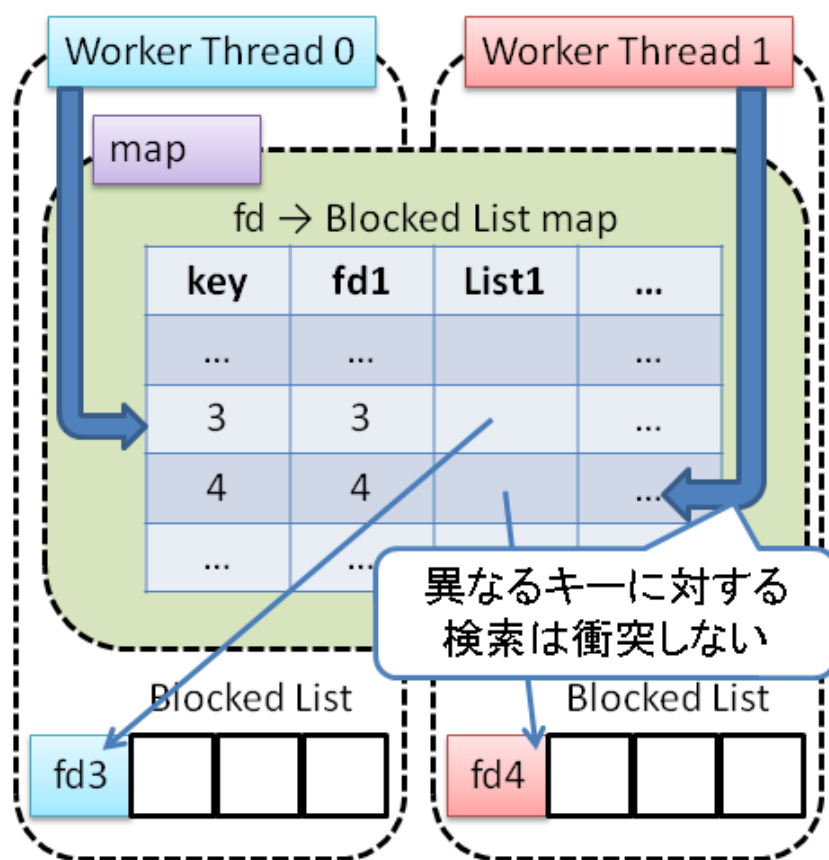 Worker Thread 0
Worker Thread 1
map
fd → Blocked List map
key fd1 List1 ...
... ... ...
3 3 ...
4 4 ...
... ...
異なるキーに対する
検索は衝突しない
Blocked List
Blocked List
fd3
fd4